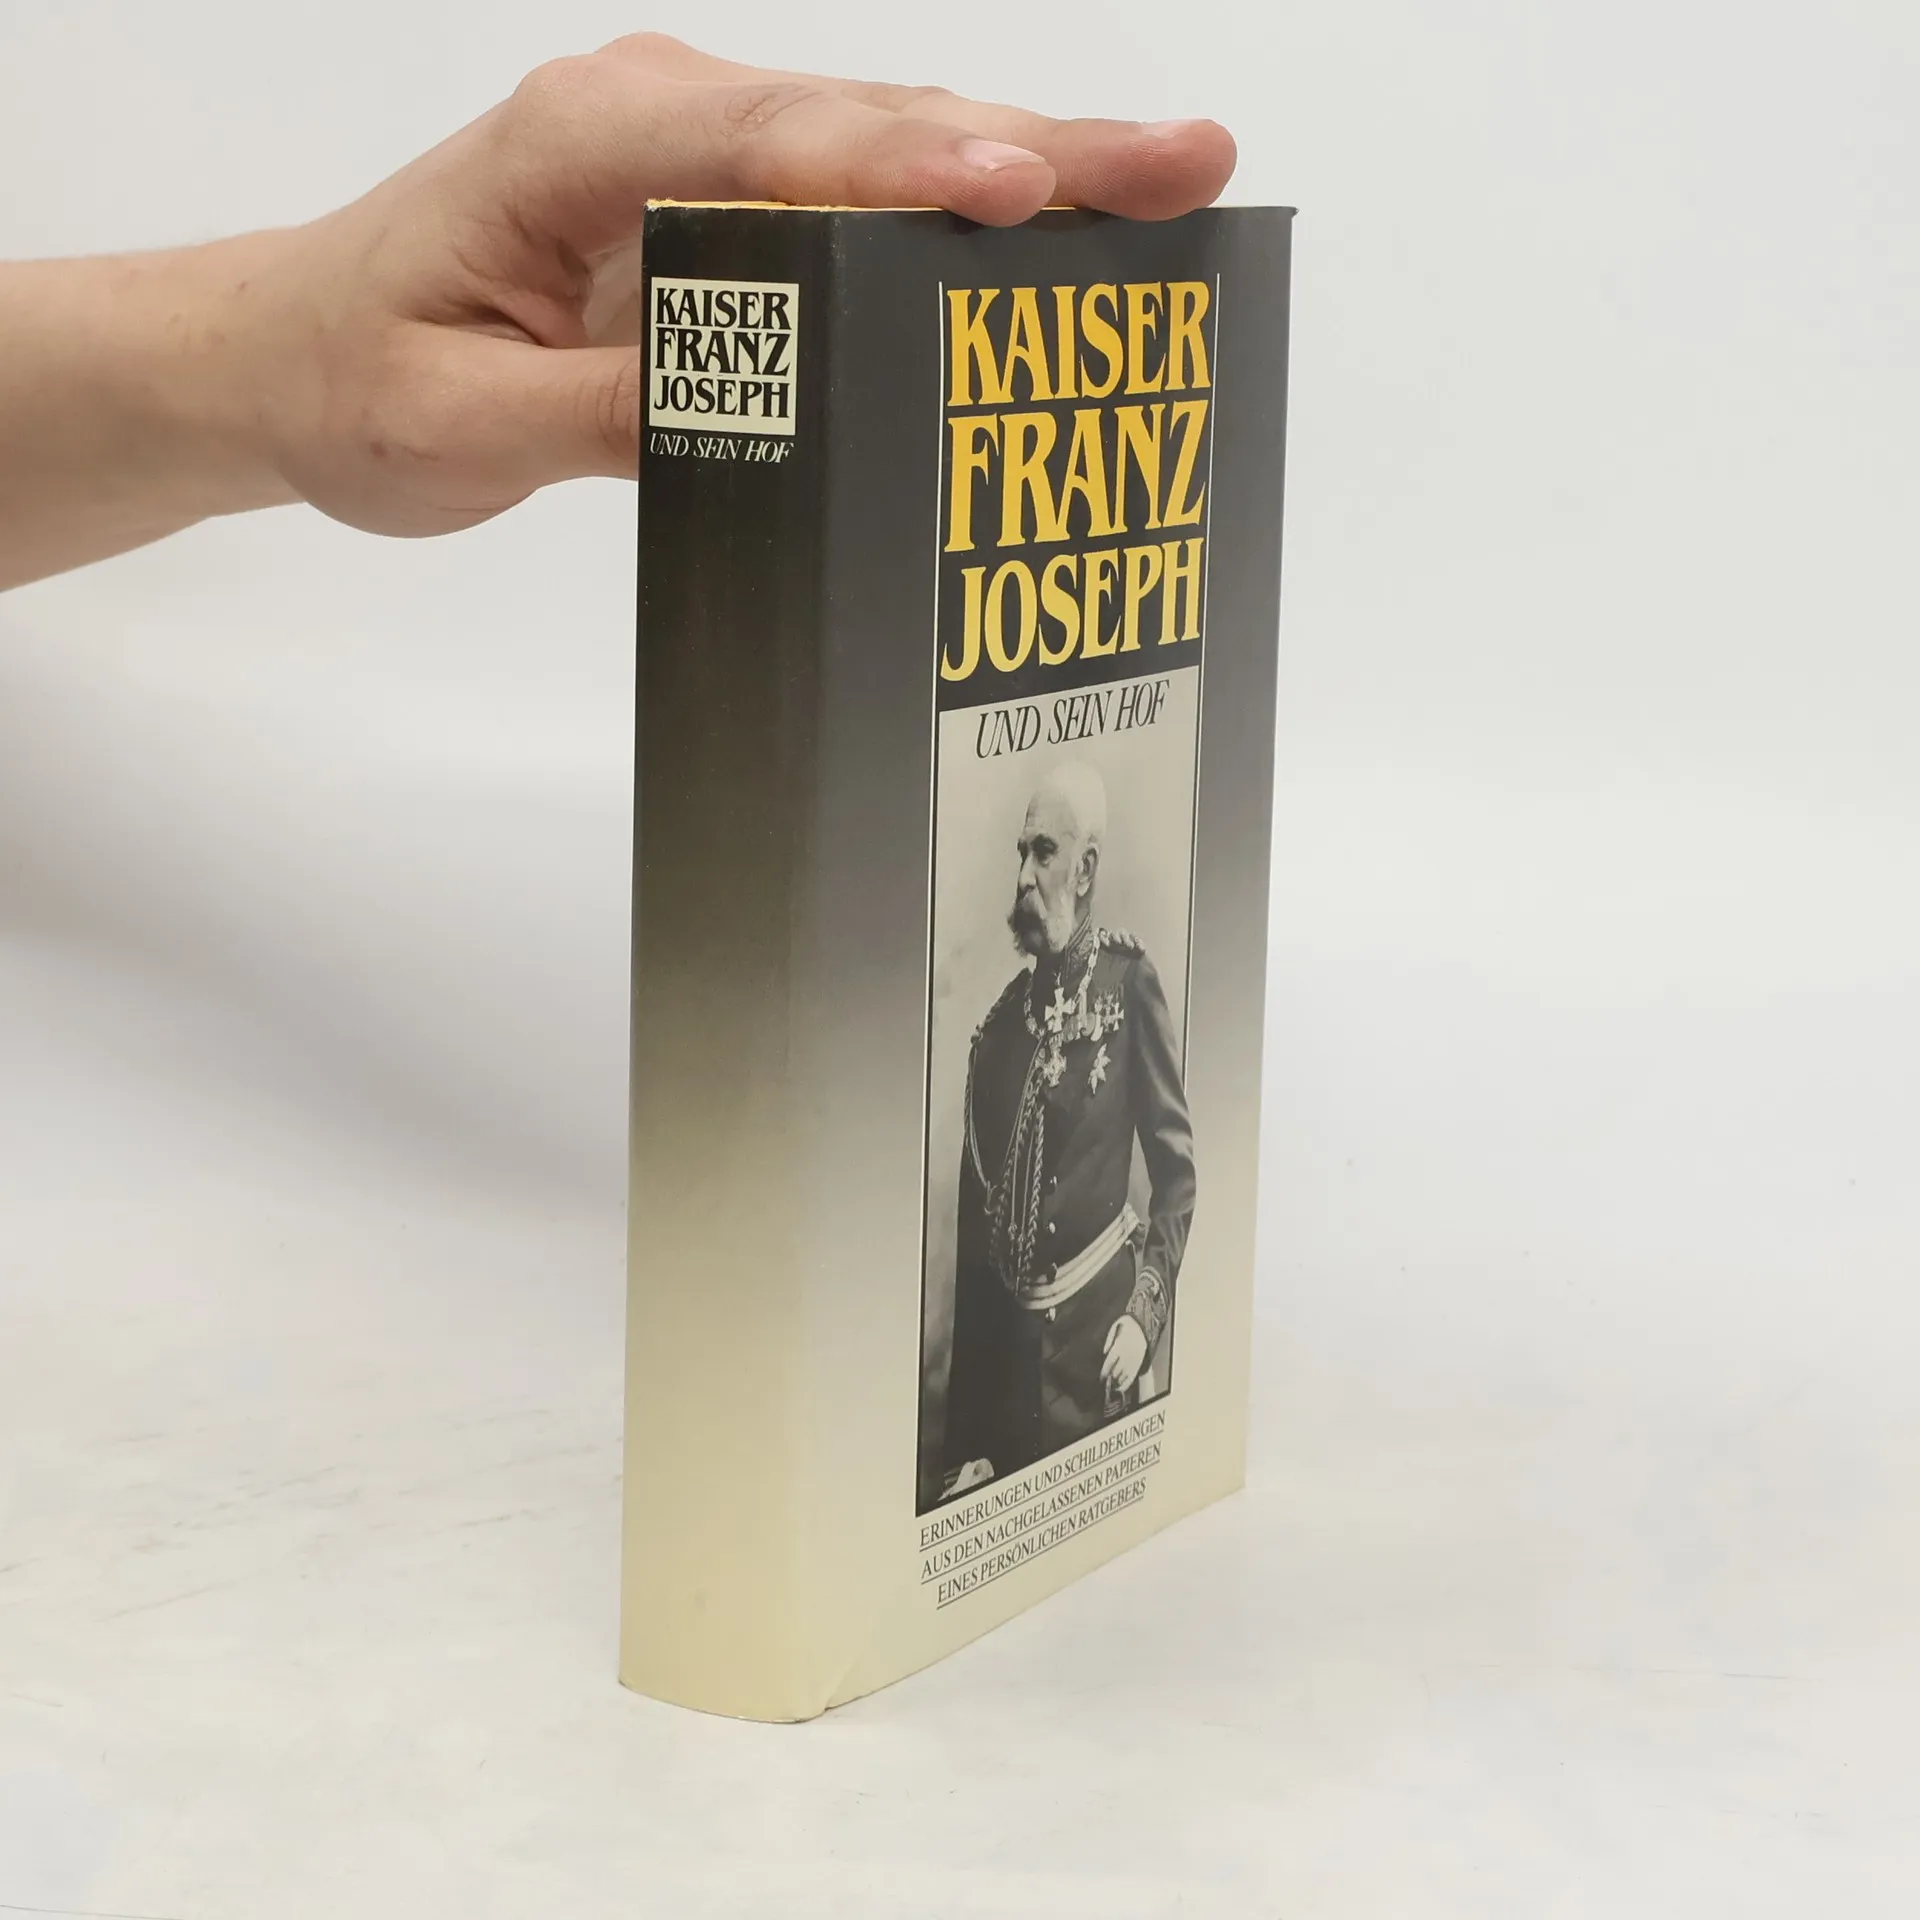 KAISER
FRANZ
JOSEPH
UND SEIN HOF
KAISER
FRANZ
JOSEPH
UND SEIN HOF
ERINNERUNGEN UND SCHILDERUNGEN
AUS DEN NACHGELASSENEN PAPIEREN
EINES PERSÖNLICHEN RATGEBERS